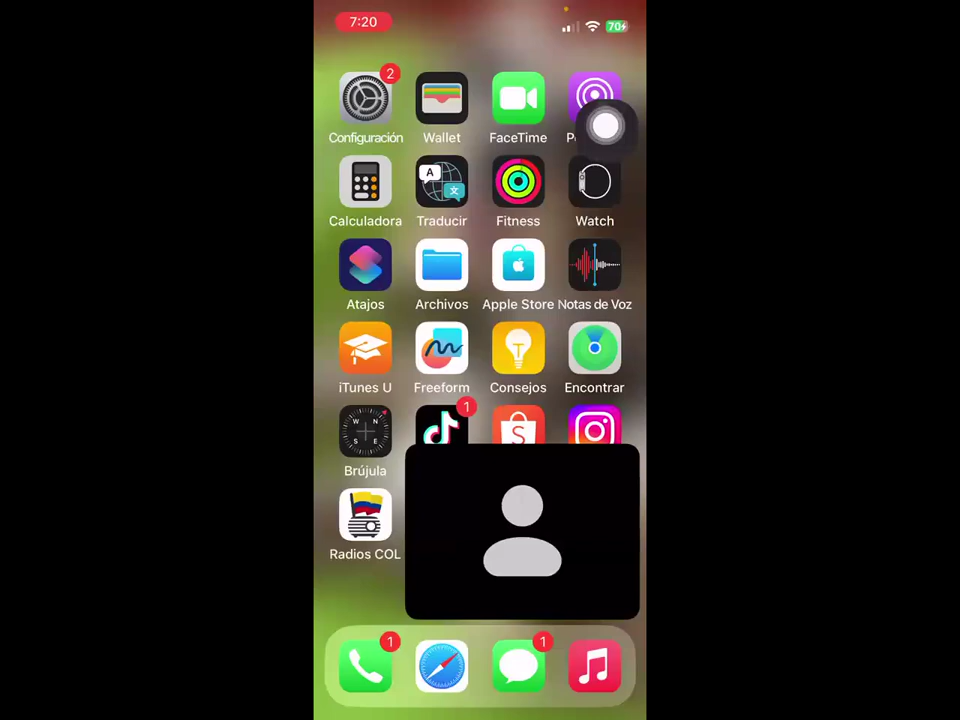 7:20
70
2
Configuración Wallet FaceTime P
Calculadora Traducir Fitness Watch
Atajos Archivos Apple Store Notas de Voz
iTunes U Freeform Consejos Encontrar
1
Brújula
Radios COL
1 1